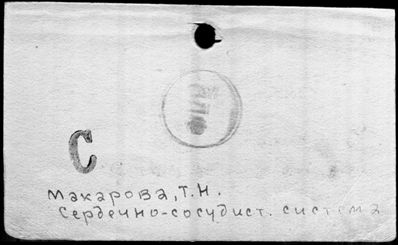 С
Макарова, Т.Н.
Сердечно-сосудист. система